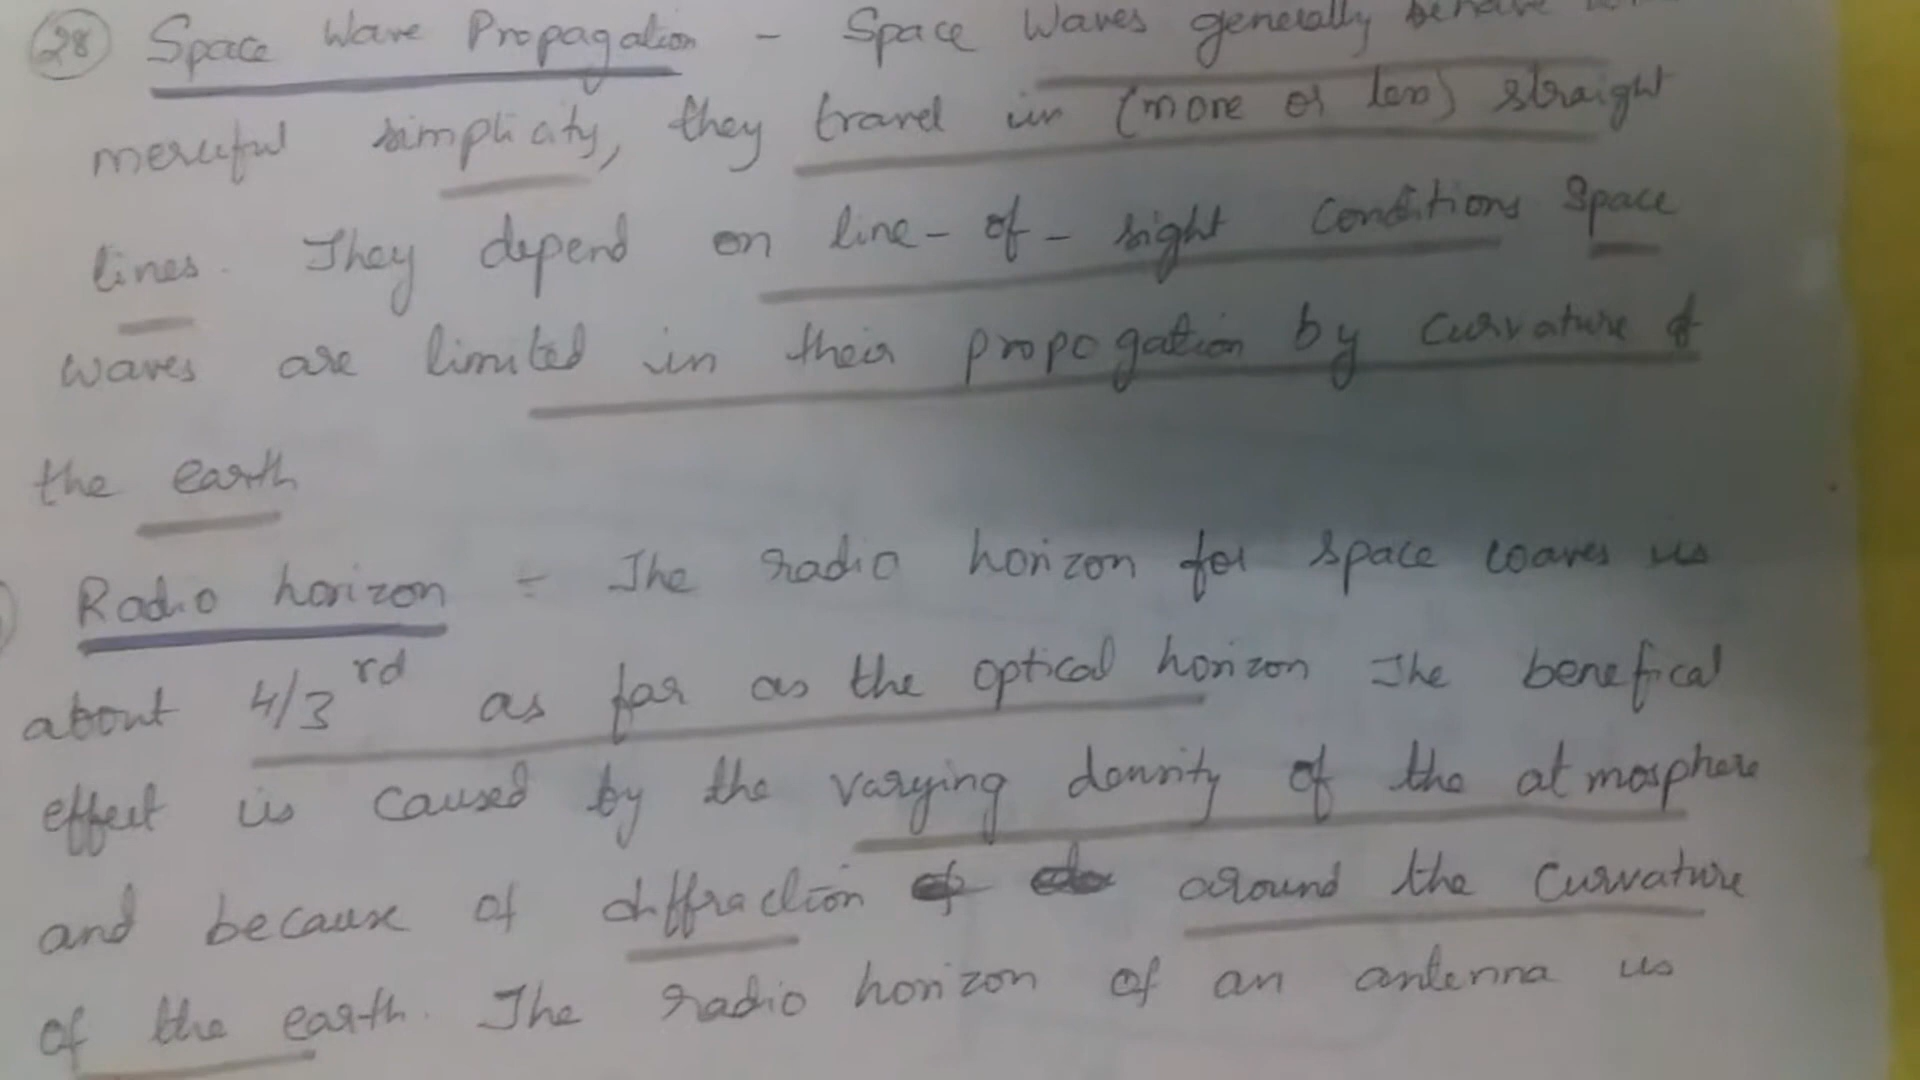 28 Space Wave Propagation - Space Waves generally behave
merciful simplicity, they travel in (more or less) straight
lines. They depend on line-of-sight conditions Space
waves are limited in their propogation by curvature of
the earth
Radio horizon - The radio horizon for space waves is
about 4/3rd as far as the optical horizon The benefical
effect is caused by the varying density of the atmosphere
and because of diffraction around the curvature
of the earth. The radio horizon of an antenna is